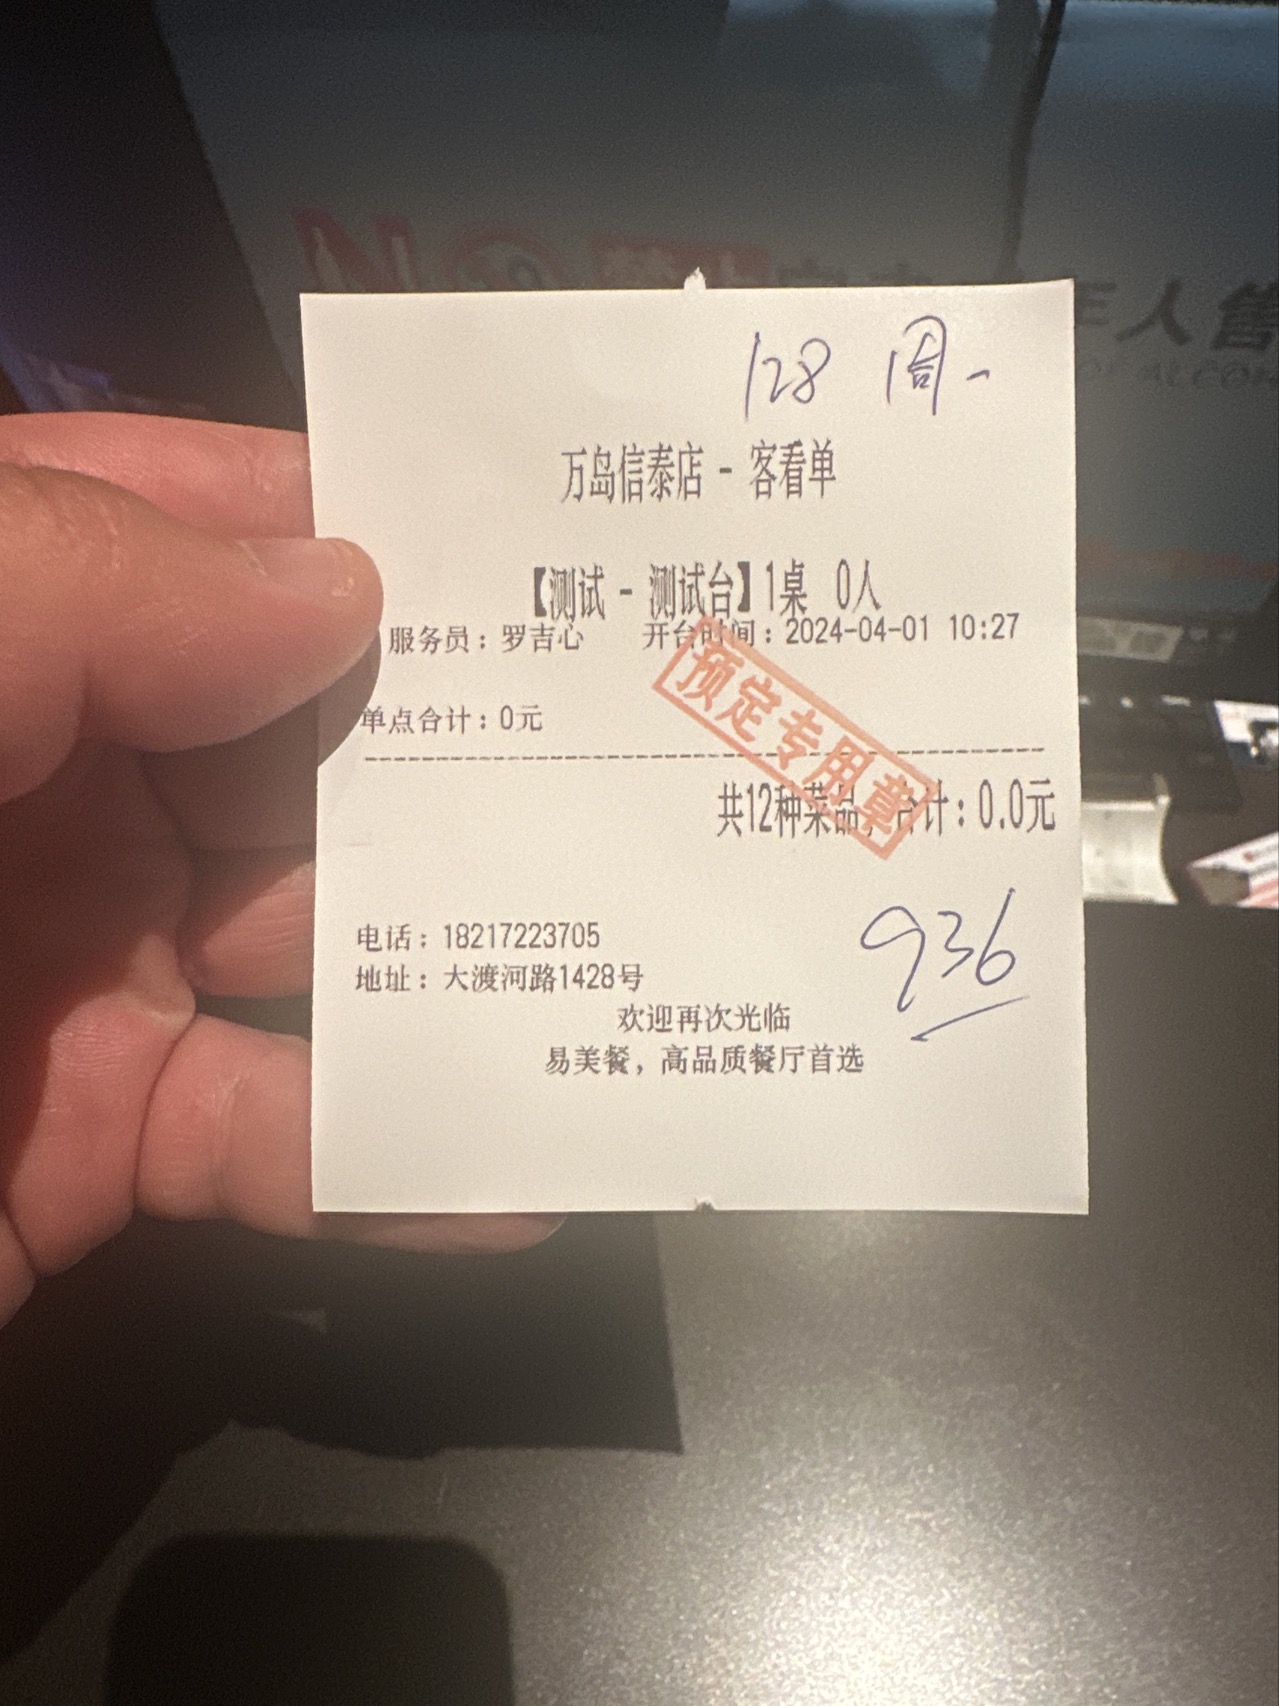 128 周一
万岛信泰店 - 客看单
【测试 - 测试台】1桌 0人
服务员：罗吉心 开台时间：2024-04-01 10:27
预定专用章
单点合计：0元
共12种菜品，合计：0.0元
936
电话：18217223705
地址：大渡河路1428号
欢迎再次光临
易美餐，高品质餐厅首选